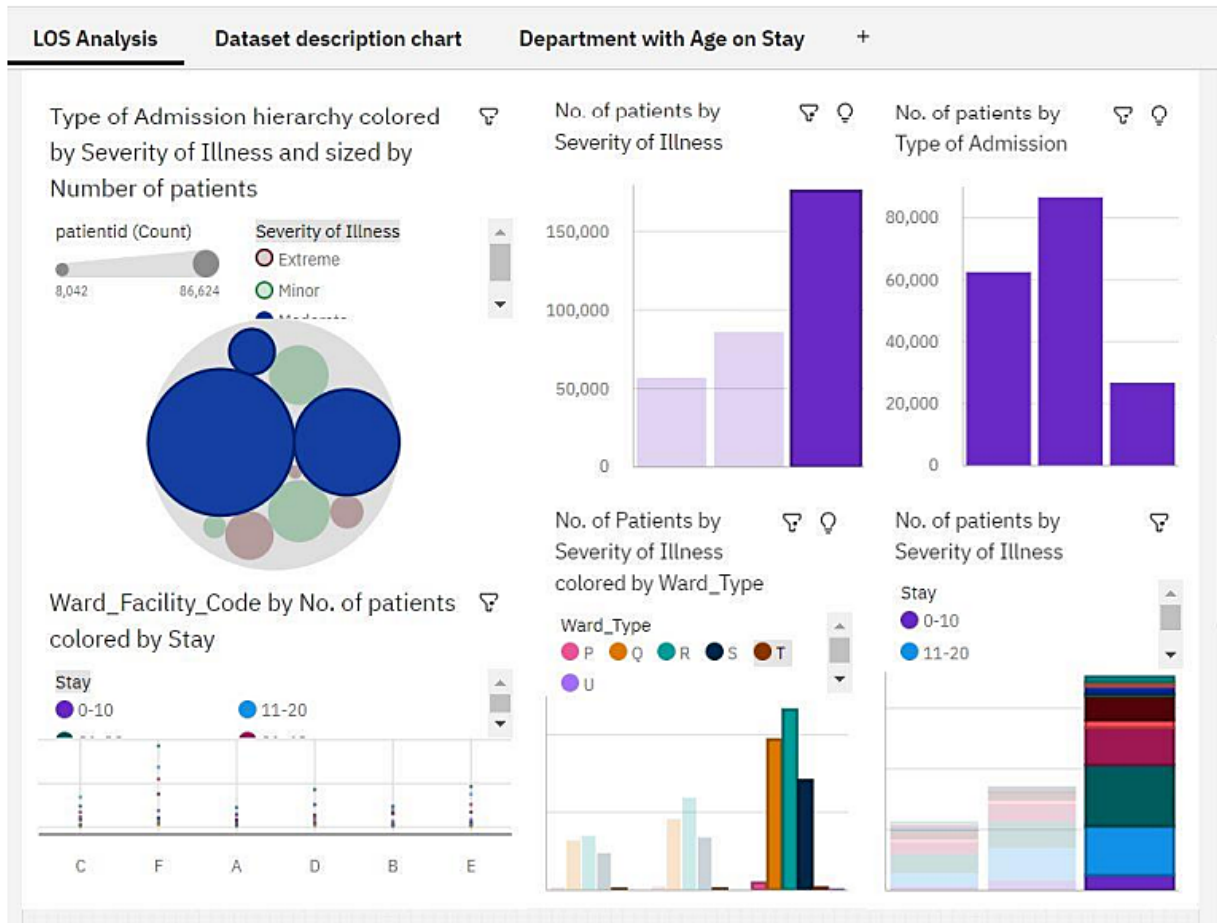 LOS Analysis
Dataset description chart
Department with Age on Stay
+
Type of Admission hierarchy colored
by Severity of Illness and sized by
Number of patients
patientid (Count)
8,042
86,624
Severity of Illness
Extreme
Minor
Moderate
No. of patients by
Severity of Illness
150,000
100,000
50,000
0
No. of patients by
Type of Admission
80,000
60,000
40,000
20,000
0
Ward_Facility_Code by No. of patients
colored by Stay
Stay
0-10
11-20
C F A D B E
No. of Patients by
Severity of Illness
colored by Ward_Type
Ward_Type
P Q R S T
U
No. of patients by
Severity of Illness
Stay
0-10
11-20